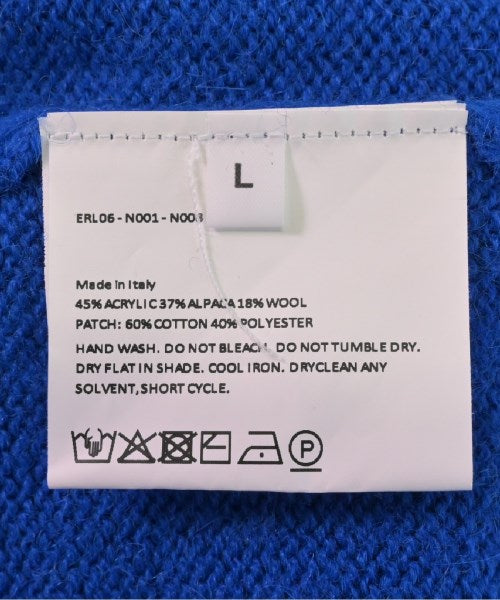 L
ERL06 - N001 - N003
Made in Italy
45% ACRYLIC 37% ALPACA 18% WOOL
PATCH: 60% COTTON 40% POLYESTER
HAND WASH. DO NOT BLEACH. DO NOT TUMBLE DRY.
DRY FLAT IN SHADE. COOL IRON. DRYCLEAN ANY
SOLVENT, SHORT CYCLE.
P